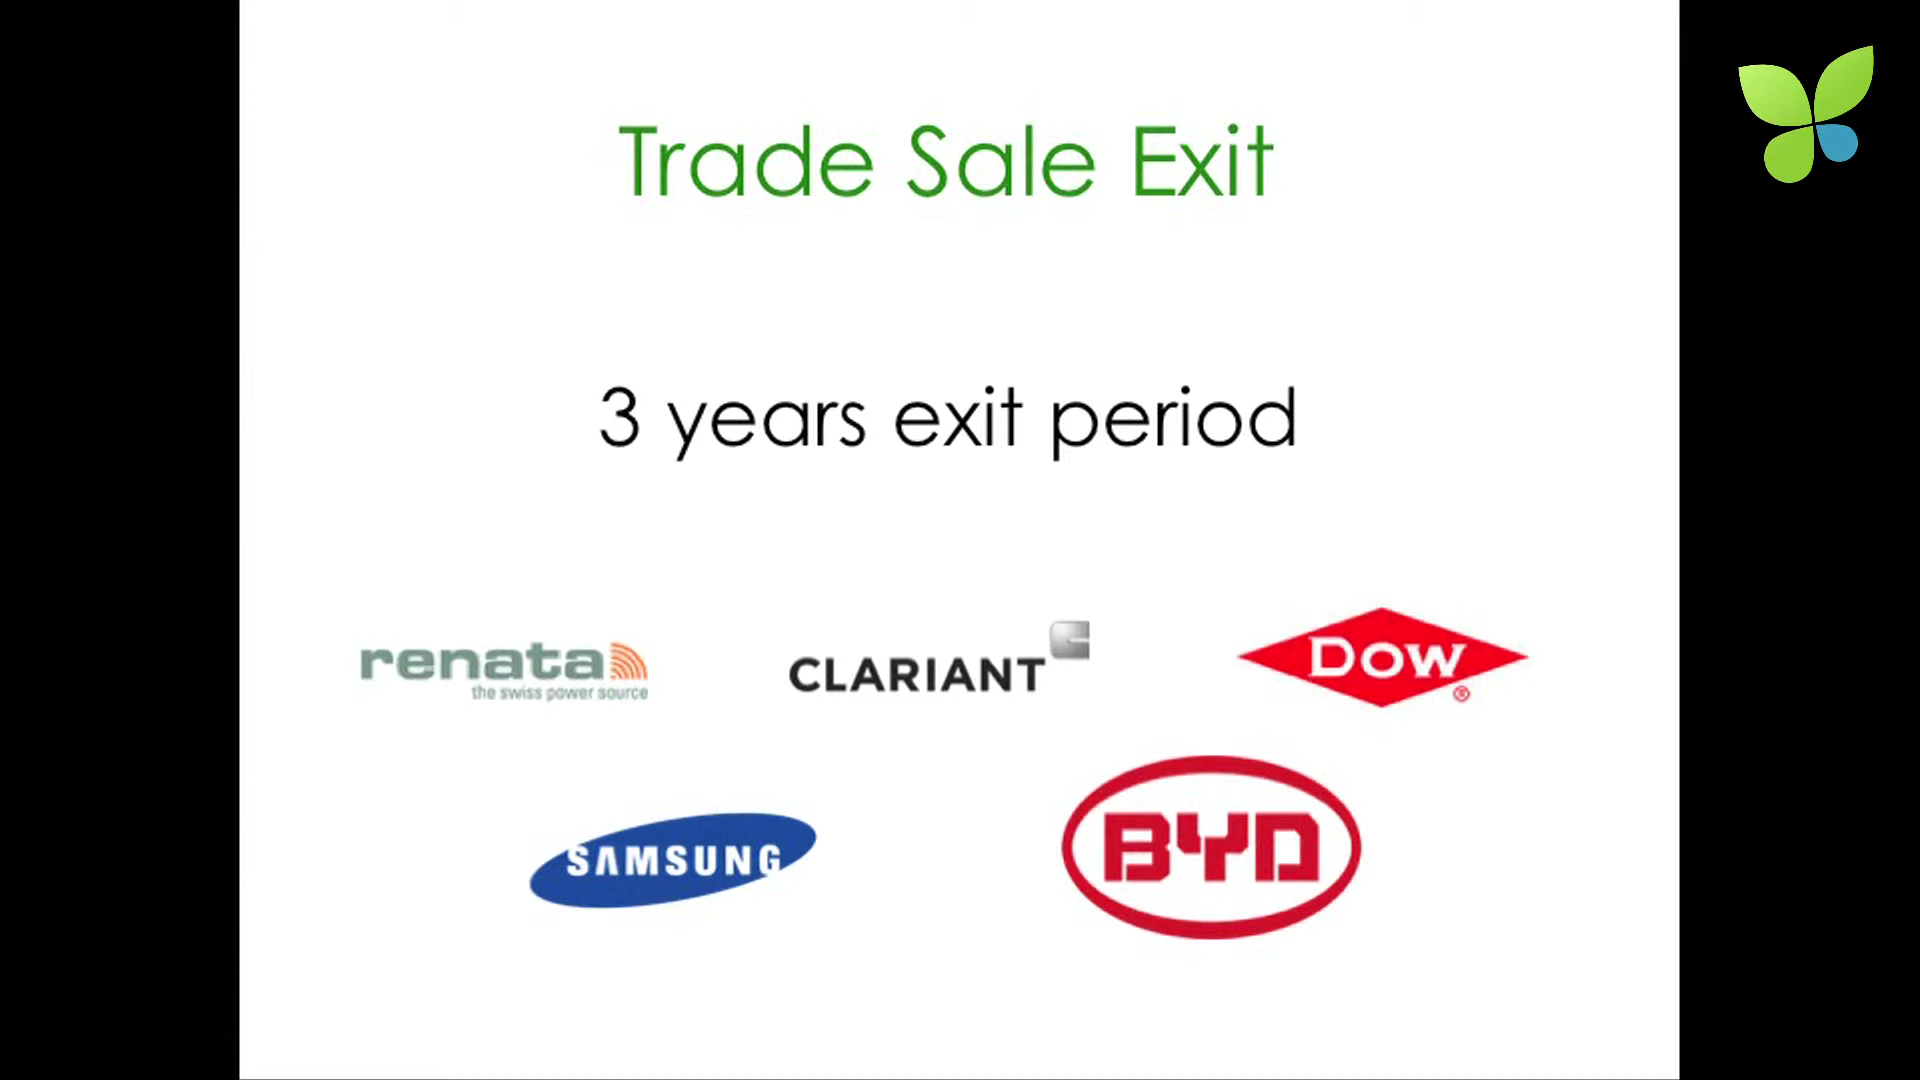 Trade Sale Exit
3 years exit period
renata
the swiss power source
CLARIANT
DOW
®
SAMSUNG
BYD